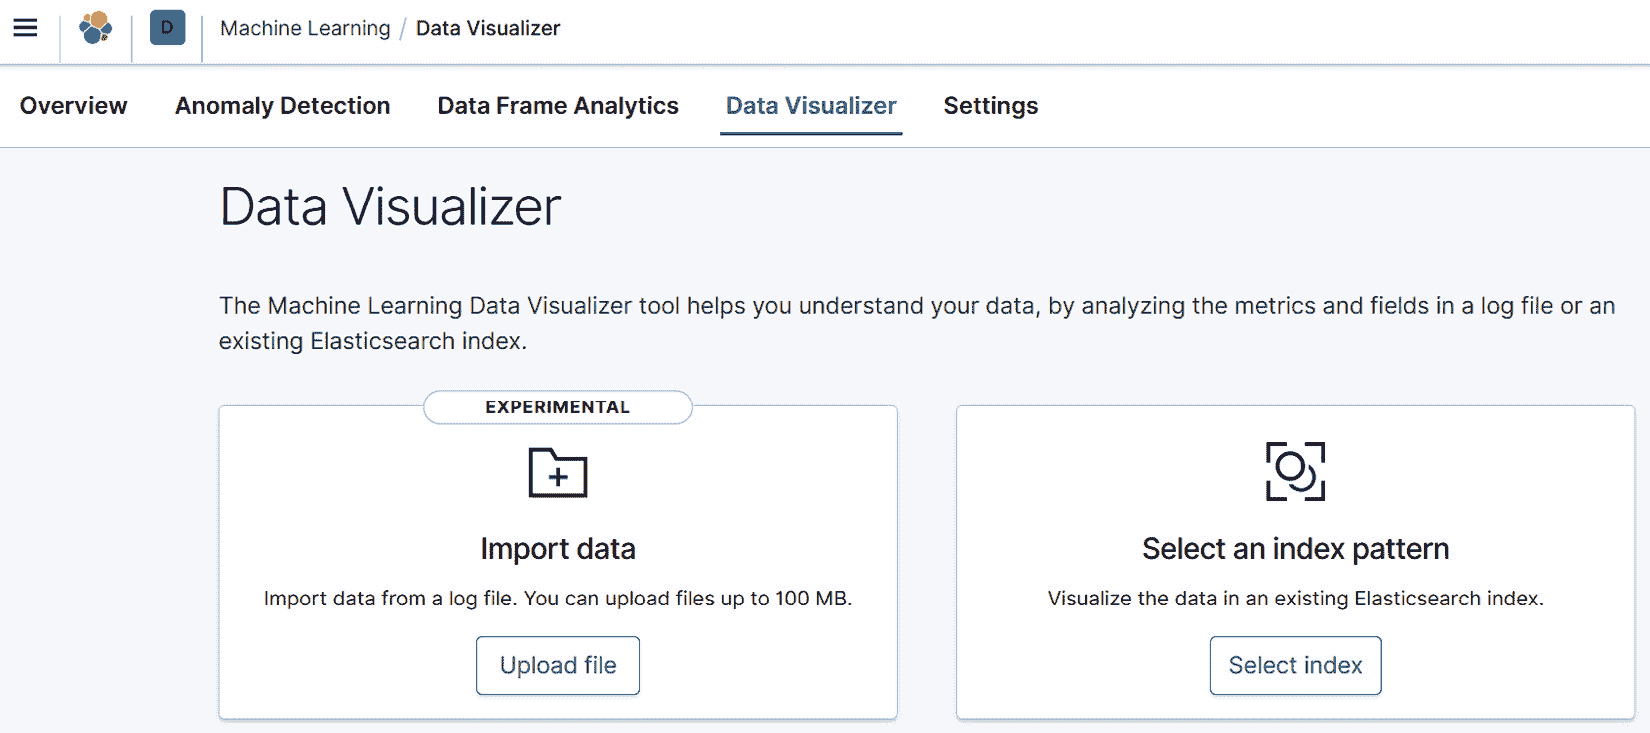 D Machine Learning / Data Visualizer
Overview Anomaly Detection Data Frame Analytics Data Visualizer Settings
Data Visualizer
The Machine Learning Data Visualizer tool helps you understand your data, by analyzing the metrics and fields in a log file or an
existing Elasticsearch index.
EXPERIMENTAL
Import data
Import data from a log file. You can upload files up to 100 MB.
Upload file
Select an index pattern
Visualize the data in an existing Elasticsearch index.
Select index